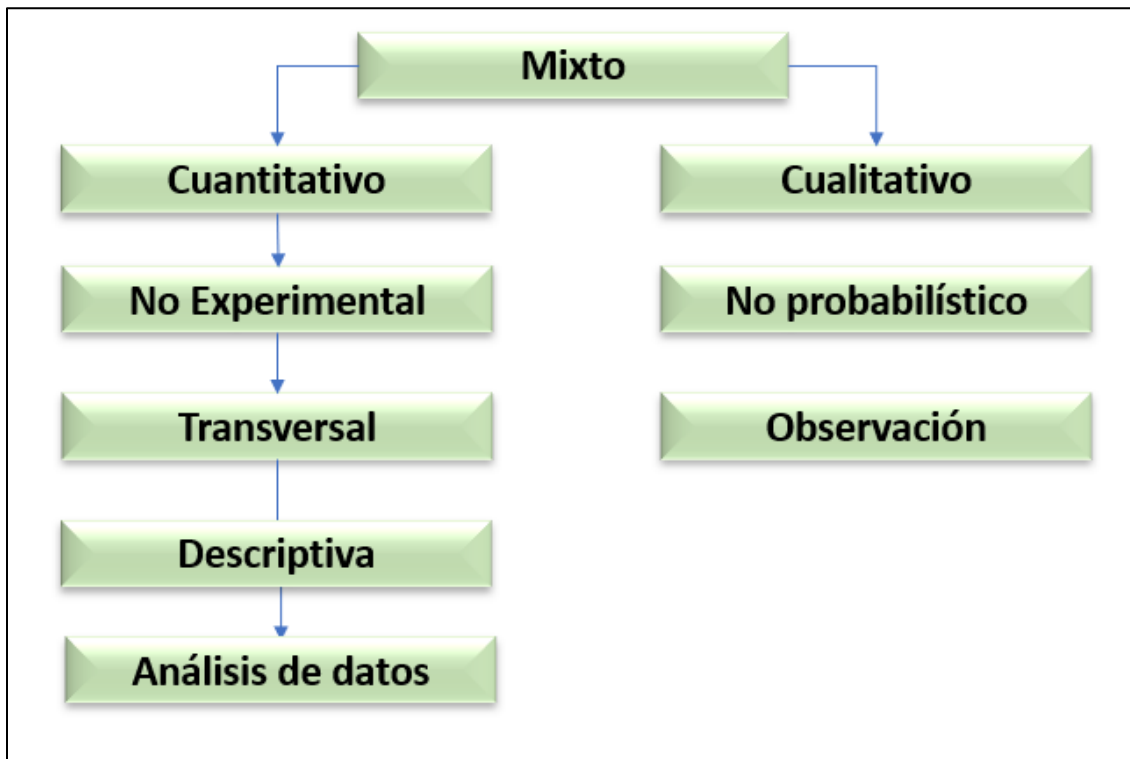 Mixto
Cuantitativo
Cualitativo
No Experimental
No probabilístico
Transversal
Observación
Descriptiva
Análisis de datos